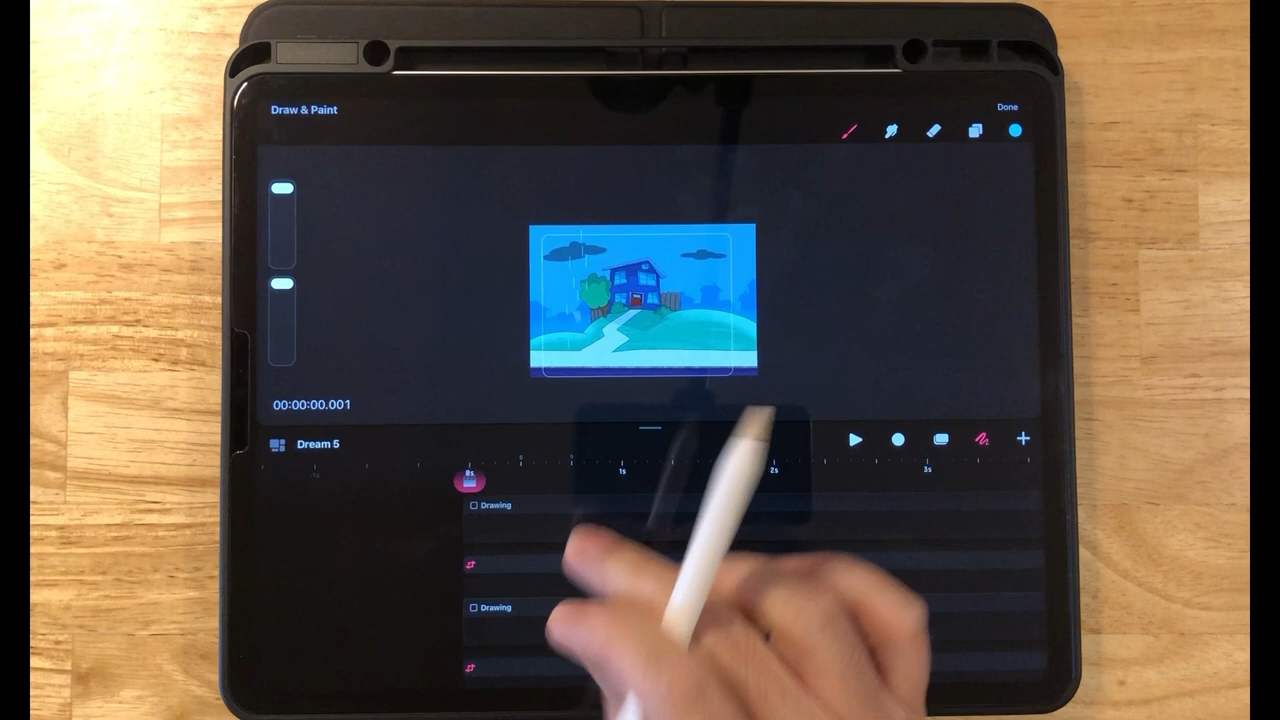 Draw & Paint
Done
00:00:00.001
Dream 5
0s
1s
2s
3s
Drawing
Drawing